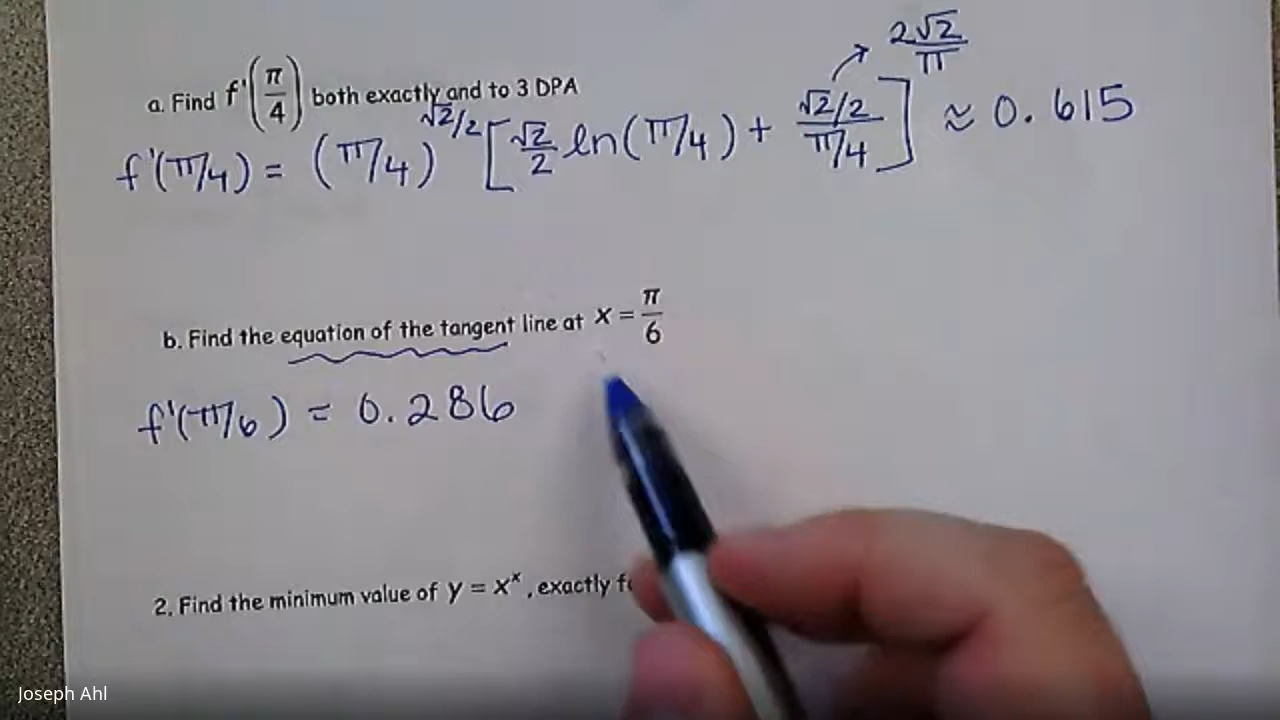 a. Find f'(π/4) both exactly and to 3 DPA
f'(π/4) = (π/4)^√2/2 [√2/2 ln(π/4) + (√2/2)/(π/4)] ≈ 0.615
2√2/π
b. Find the equation of the tangent line at x = π/6
f'(π/6) = 0.286
2. Find the minimum value of y = x^x, exactly
Joseph Ahl